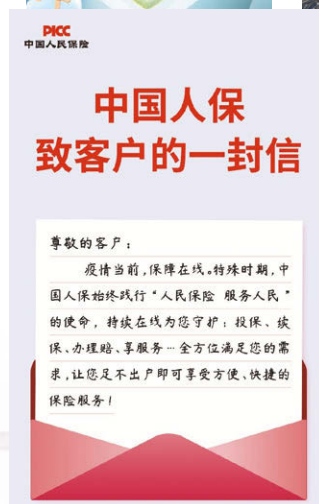 PICC
中国人民保险
中国人保
致客户的一封信
尊敬的客户：
疫情当前,保障在线。特殊时期,中
国人保始终践行“人民保险 服务人民”
的使命，持续在线为您守护：投保、续
保、办理赔、享服务…全方位满足您的需
求,让您足不出户即可享受方便、快捷的
保险服务！